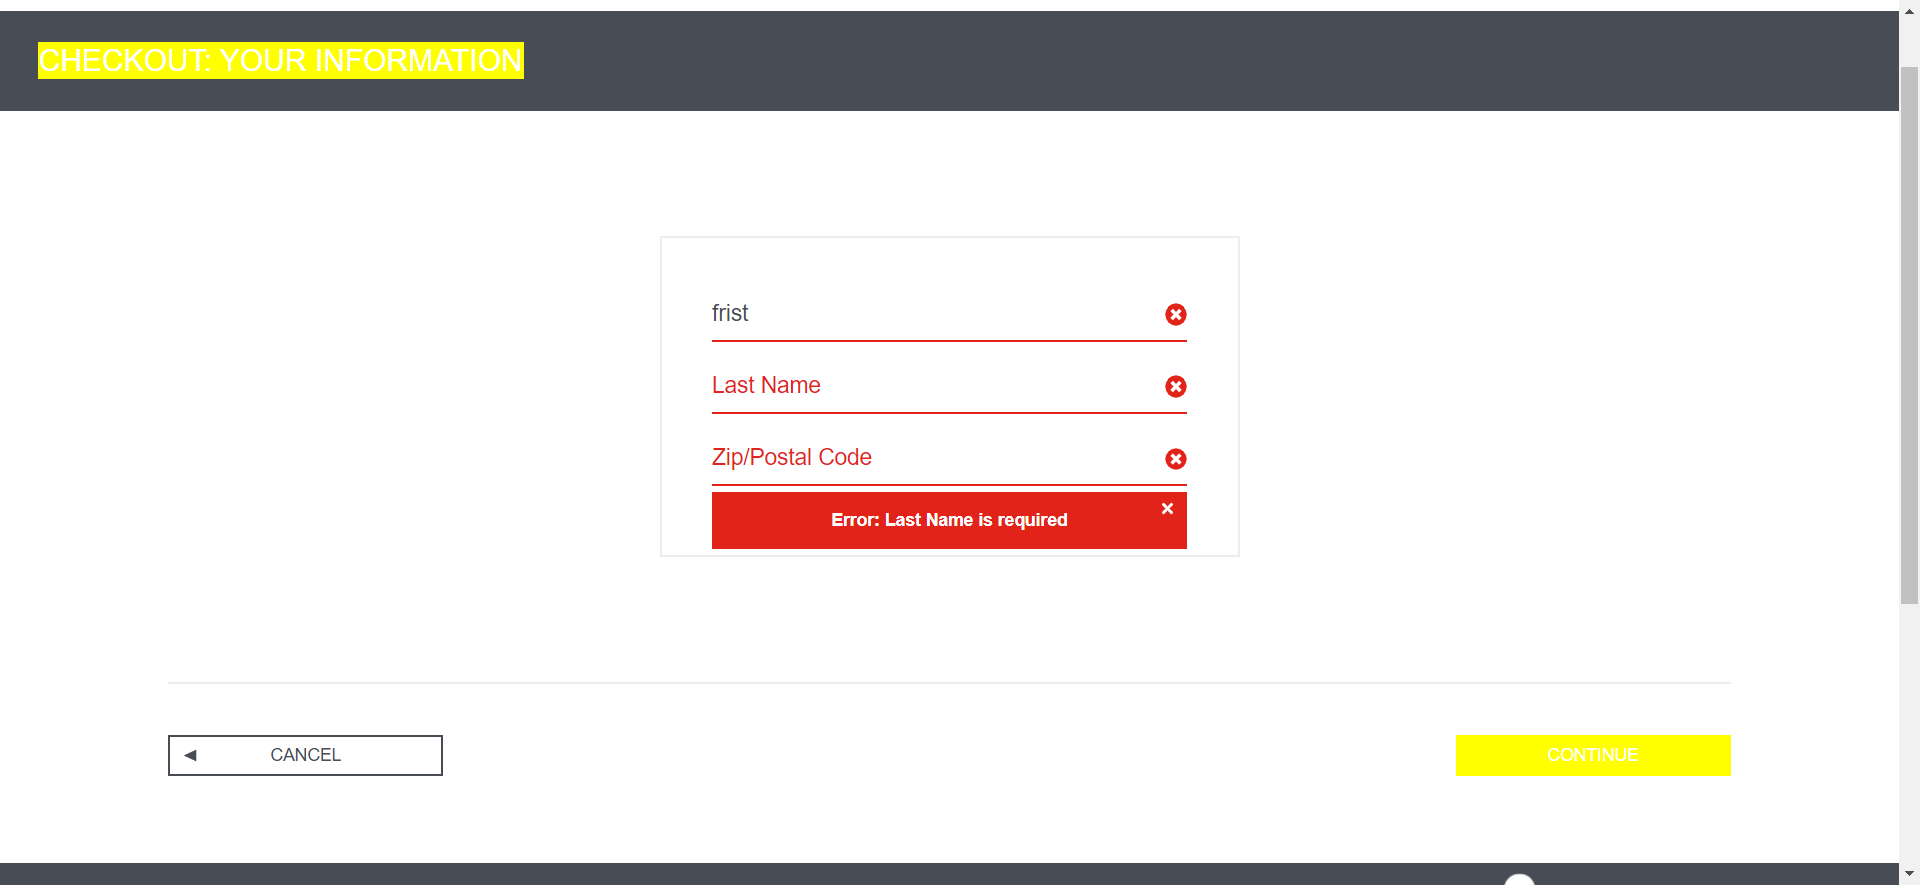 CHECKOUT: YOUR INFORMATION
frist
Last Name
Zip/Postal Code
Error: Last Name is required
CANCEL
CONTINUE